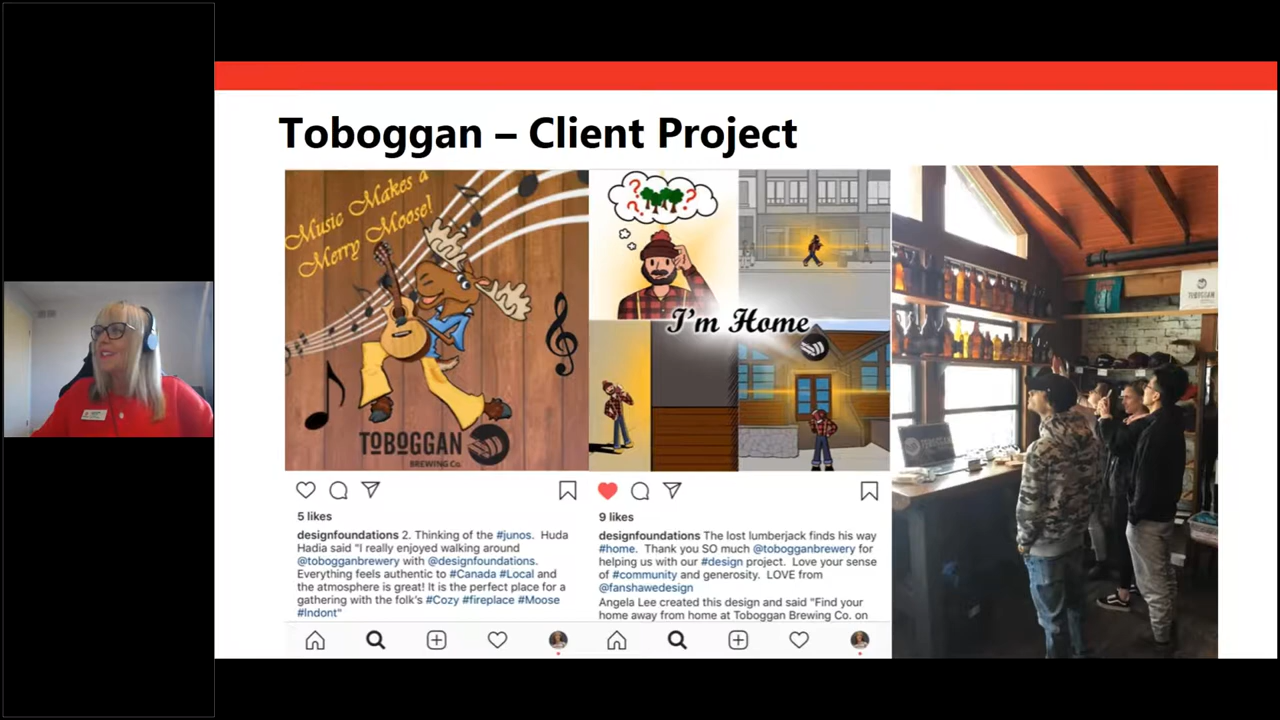 Toboggan – Client Project
Music Makes a
Merry Moose!
TOBOGGAN
BREWING Co.
? ? ?
I'm Home
TOBOGGAN
TOBOGGAN
5 likes
designfoundations 2. Thinking of the #junos. Huda
Hadia said "I really enjoyed walking around
@tobogganbrewery with @designfoundations.
Everything feels authentic to #Canada #Local and
the atmosphere is great! It is the perfect place for a
gathering with the folk's #Cozy #fireplace #Moose
#Indont"
9 likes
designfoundations The lost lumberjack finds his way
#home. Thank you SO much @tobogganbrewery for
helping us with our #design project. Love your sense
of #community and generosity. LOVE from
@fanshawedesign
Angela Lee created this design and said "Find your
home away from home at Toboggan Brewing Co. on